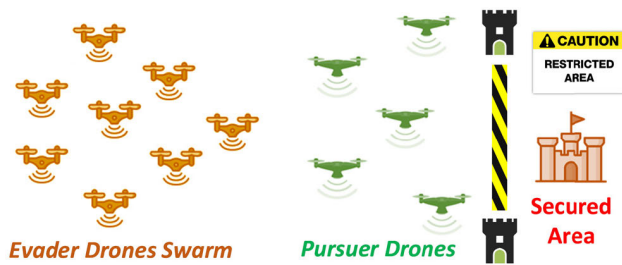 CAUTION
RESTRICTED
AREA
Secured
Area
Evader Drones Swarm
Pursuer Drones